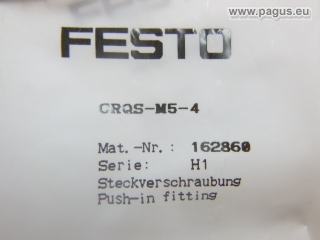 www.pagus.eu
FESTO
CRQS-M5-4
Mat.-Nr.: 162860
Serie: H1
Steckverschraubung
Push-in fitting